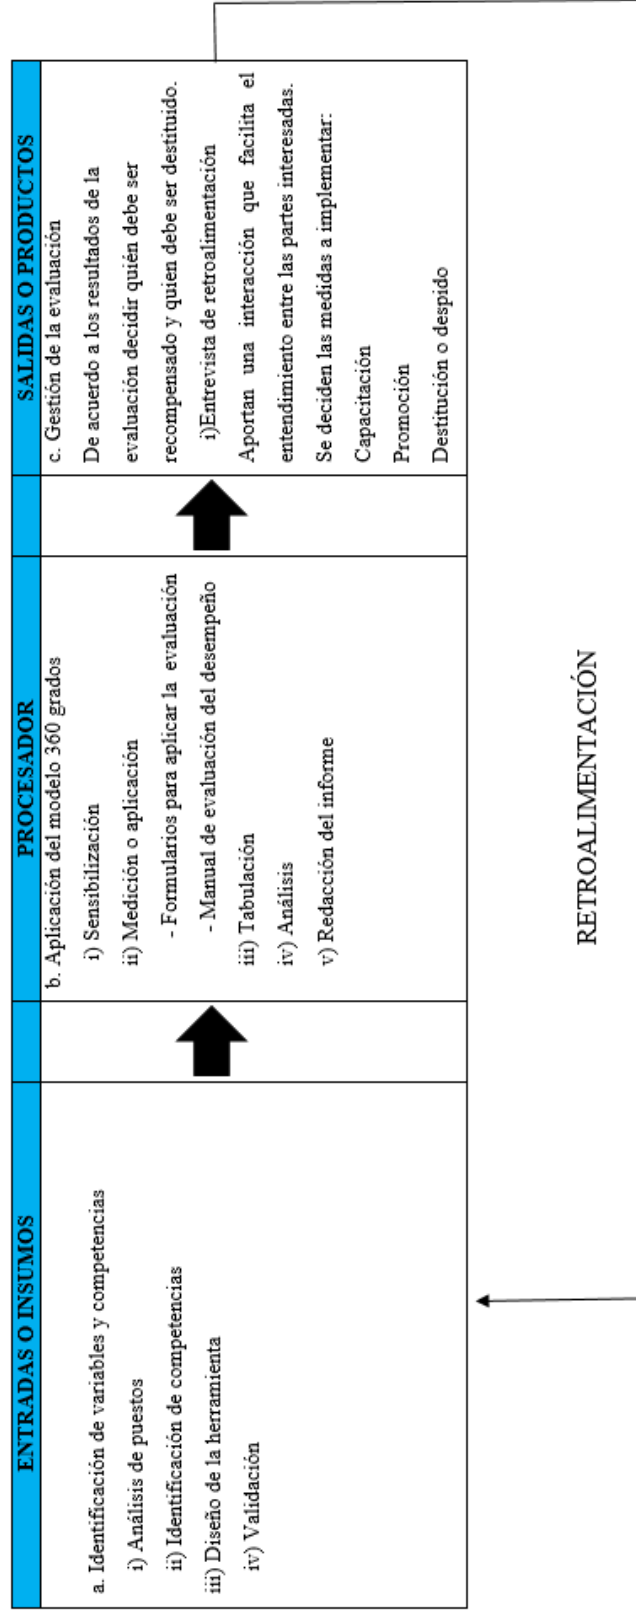 ENTRADAS O INSUMOS
a. Identificación de variables y competencias
i) Análisis de puestos
ii) Identificación de competencias
iii) Diseño de la herramienta
iv) Validación
PROCESADOR
b. Aplicación del modelo 360 grados
i) Sensibilización
ii) Medición o aplicación
- Formularios para aplicar la evaluación
- Manual de evaluación del desempeño
iii) Tabulación
iv) Análisis
v) Redacción del informe
SALIDAS O PRODUCTOS
c. Gestión de la evaluación
De acuerdo a los resultados de la
evaluación decidir quién debe ser
recompensado y quien debe ser destituido.
i)Entrevista de retroalimentación
Aportan una interacción que facilita el
entendimiento entre las partes interesadas.
Se deciden las medidas a implementar:
Capacitación
Promoción
Destitución o despido
RETROALIMENTACIÓN